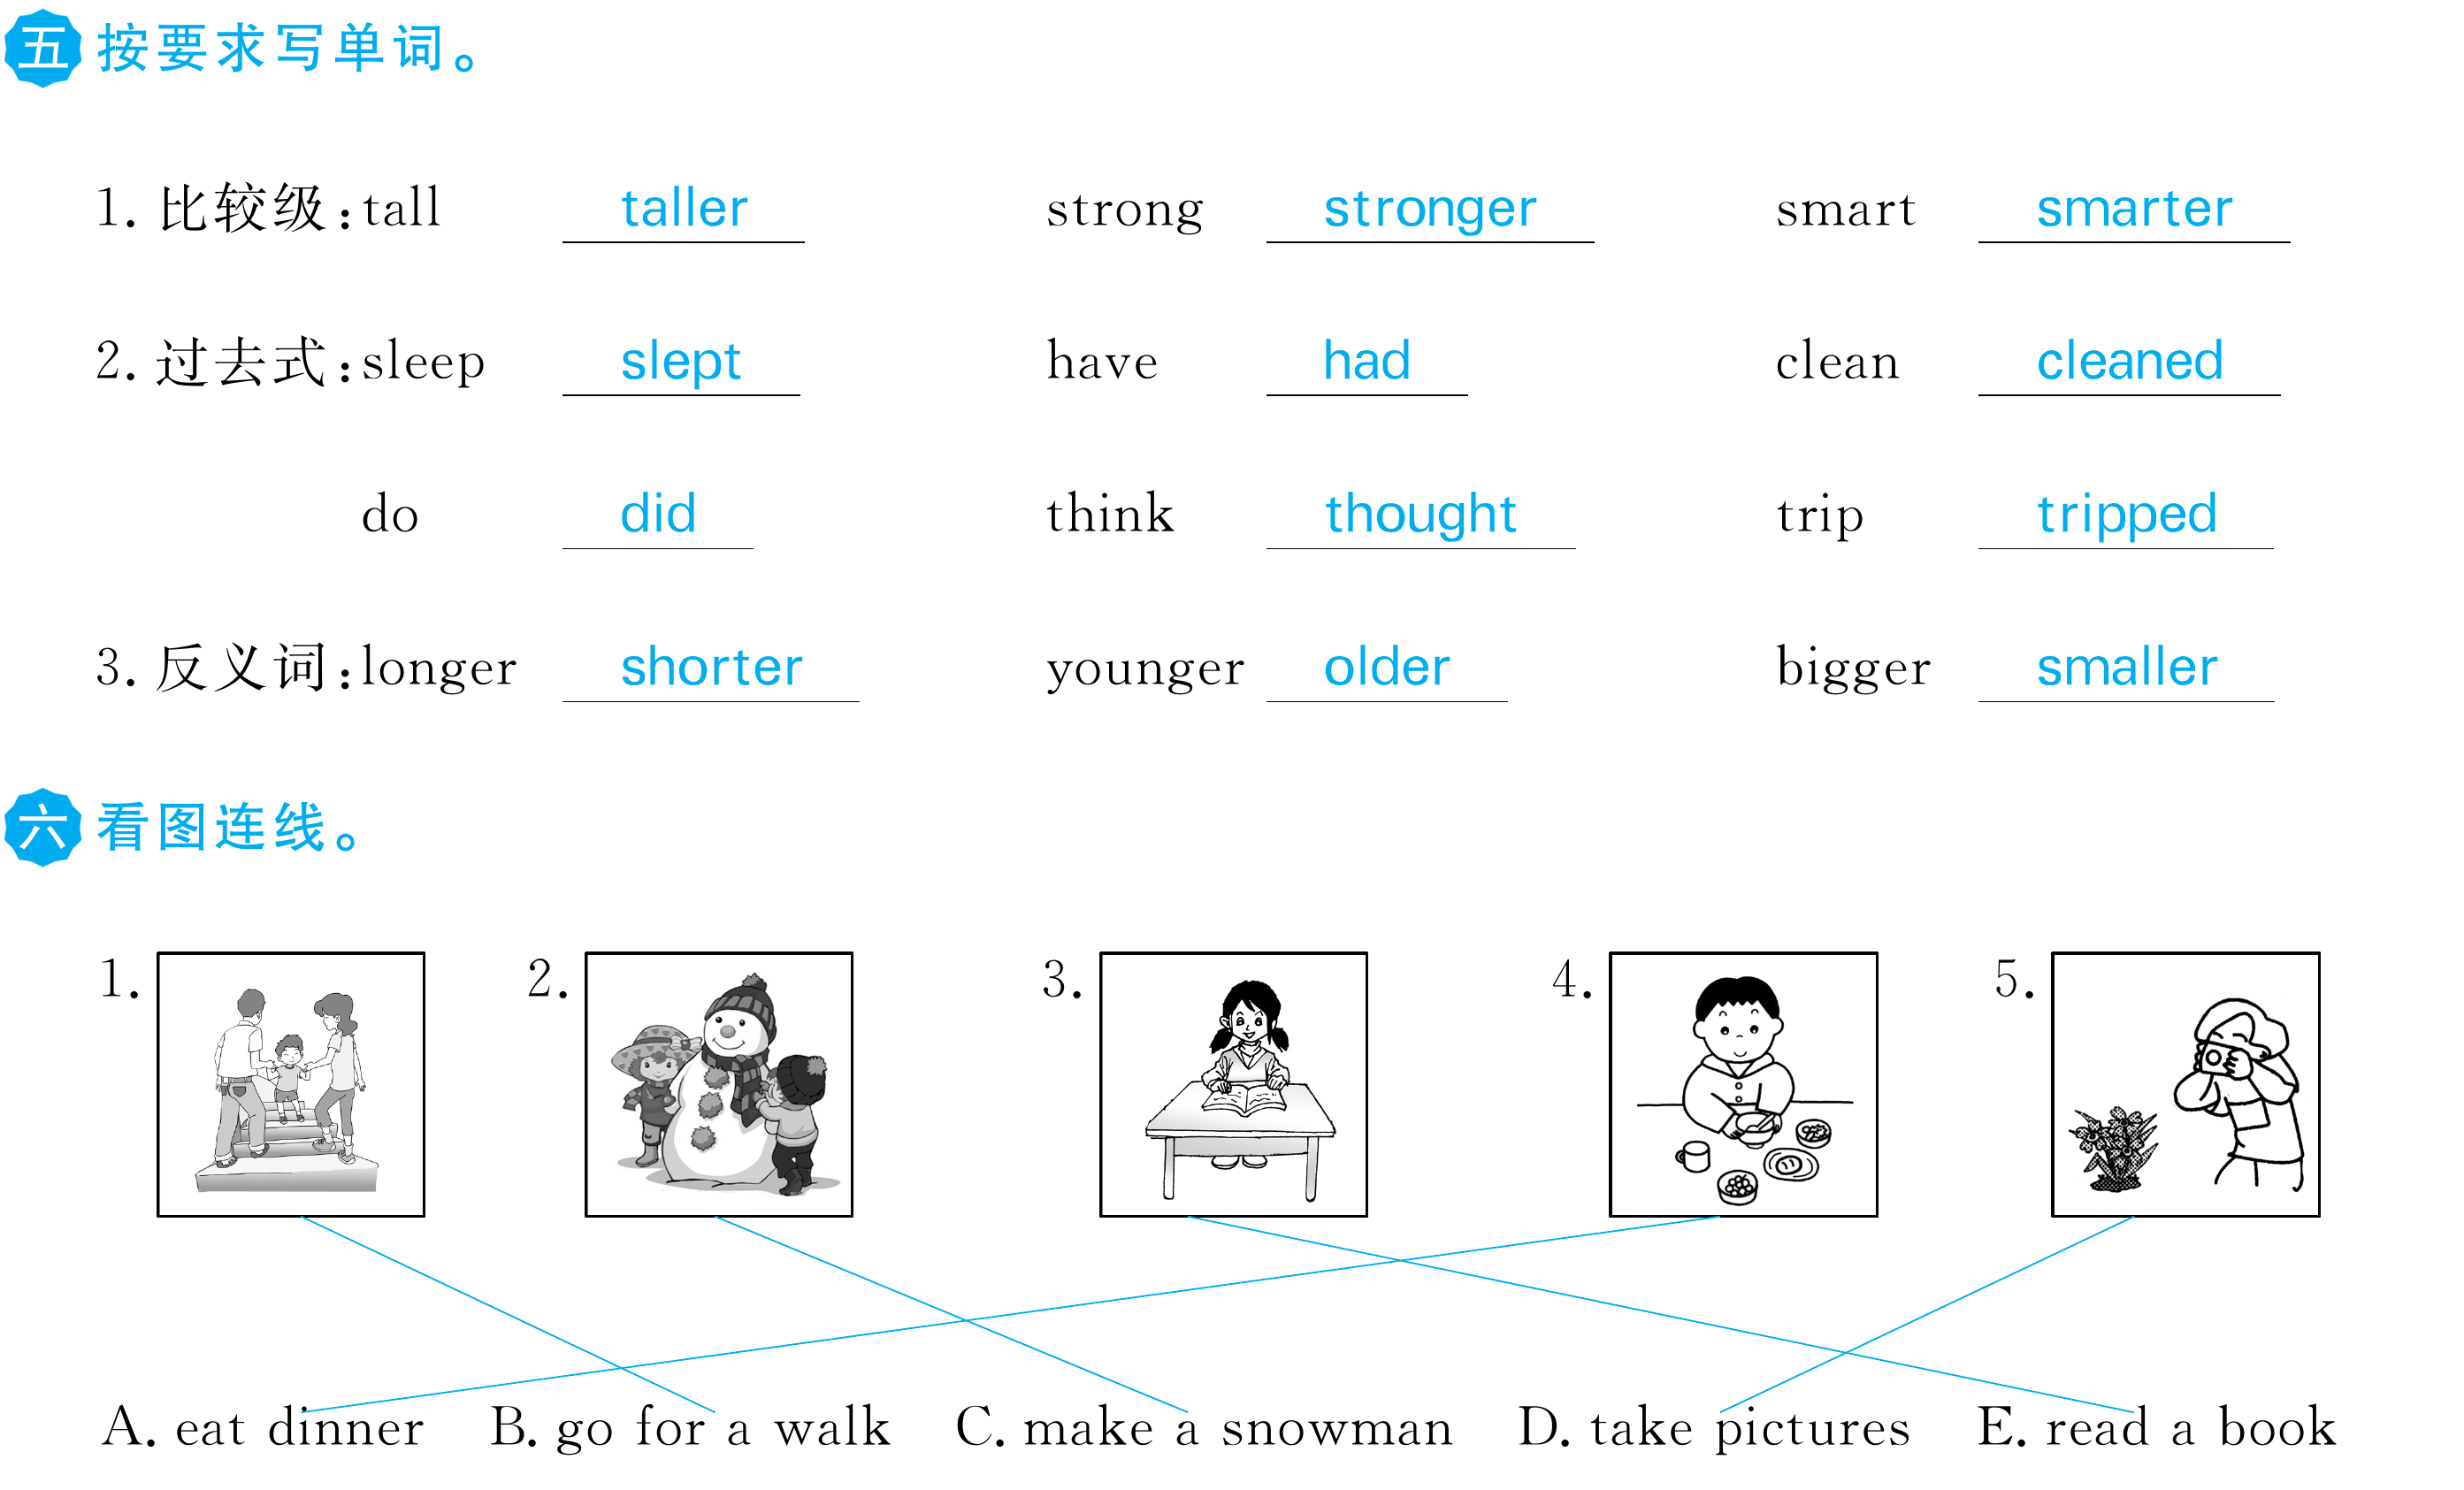 五 按要求写单词。
1. 比较级:tall taller strong stronger smart smarter
2. 过去式:sleep slept have had clean cleaned
do did think thought trip tripped
3. 反义词:longer shorter younger older bigger smaller
六 看图连线。
1. 2. 3. 4. 5.
A. eat dinner B. go for a walk C. make a snowman D. take pictures E. read a book